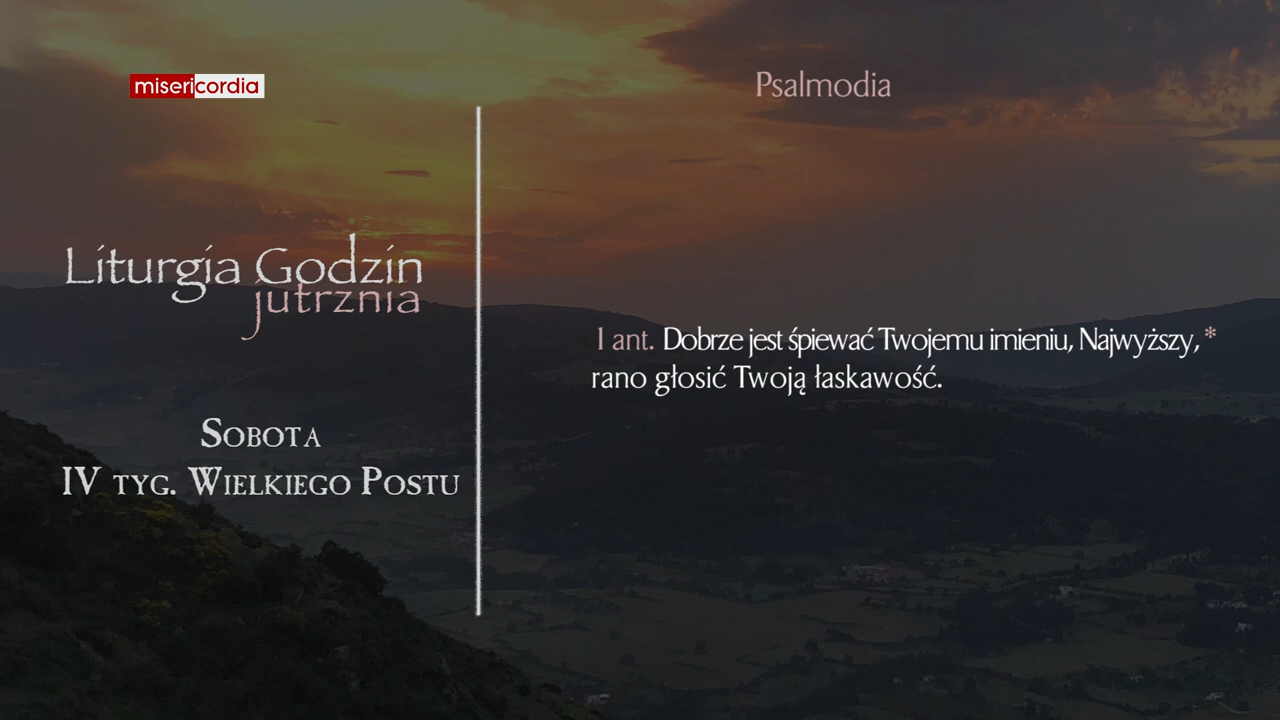 misericordia
Psalmodia
Liturgia Godzin
jutrznia
Sobota
IV tyg. Wielkiego Postu
1 ant. Dobrze jest śpiewać Twojemu imieniu, Najwyższy, *
rano głosić Twoją łaskawość.